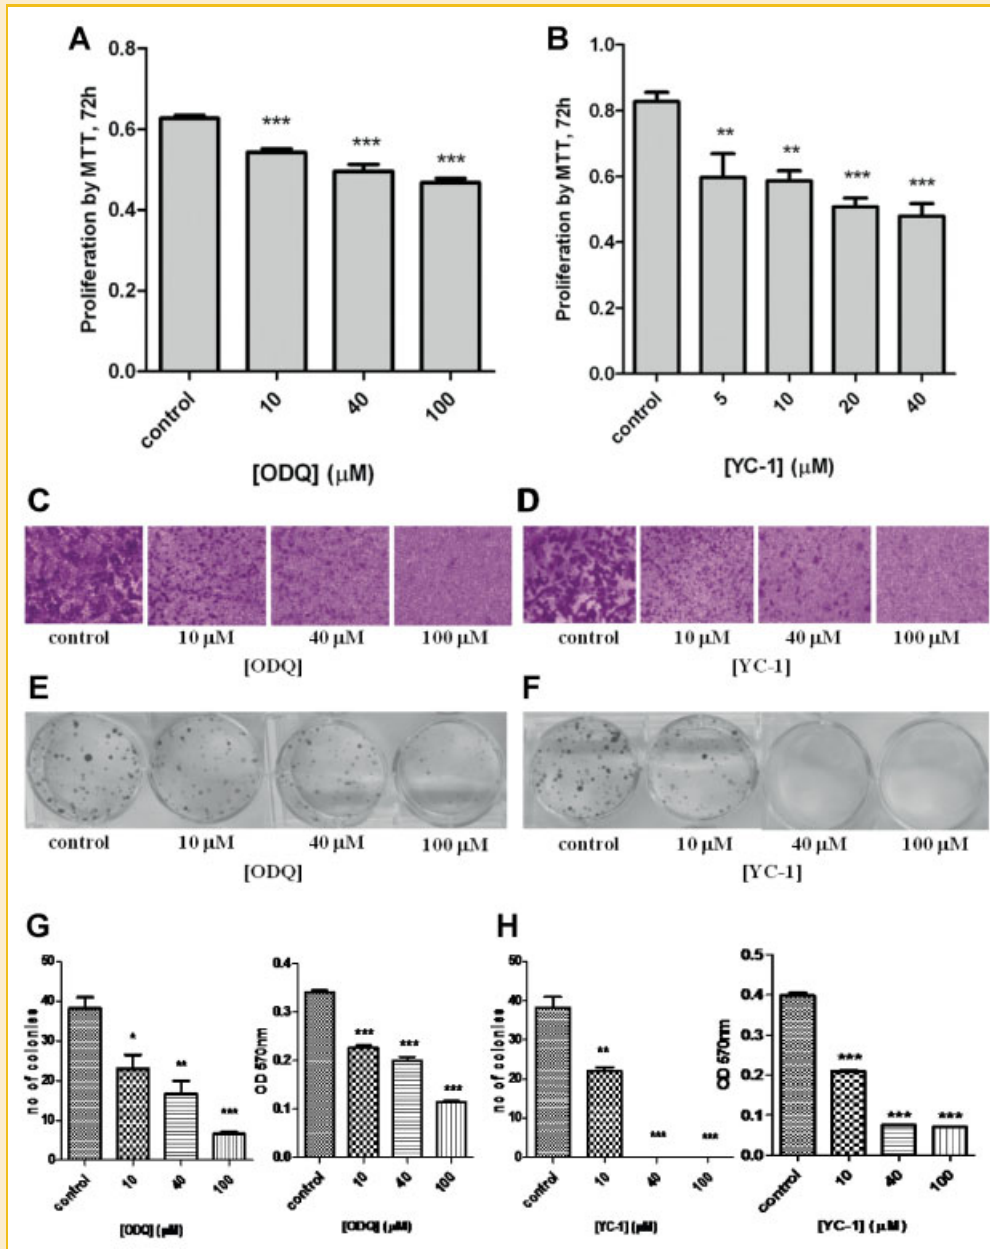 A
Proliferation by MTT, 72h
0.8
0.6
0.4
0.2
0.0
***
***
***
control
10
40
100
[ODQ] (μM)
B
Proliferation by MTT, 72h
1.0
0.8
0.6
0.4
0.2
0.0
**
**
***
***
control
5
10
20
40
[YC-1] (μM)
C
control
10 μM
40 μM
100 μM
[ODQ]
D
control
10 μM
40 μM
100 μM
[YC-1]
E
control
10 μM
40 μM
100 μM
[ODQ]
F
control
10 μM
40 μM
100 μM
[YC-1]
G
no of colonies
50
40
30
20
10
0
*
**
***
control
10
40
100
[ODQ] (μM)
OD 570nm
0.4
0.3
0.2
0.1
0.0
***
***
***
control
10
40
100
[ODQ] (μM)
H
no of colonies
50
40
30
20
10
0
**
***
***
control
10
40
100
[YC-1] (μM)
OD 570nm
0.5
0.4
0.3
0.2
0.1
0.0
***
***
***
control
10
40
100
[YC-1] (μM)